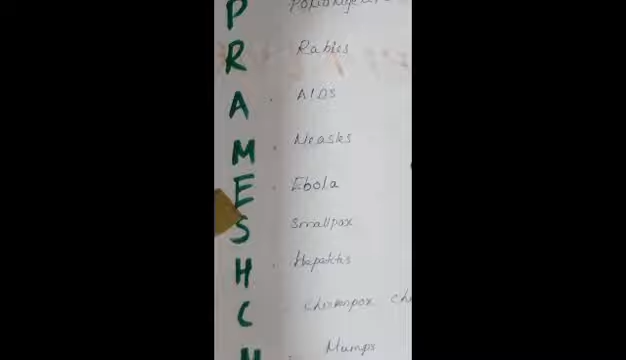 P
R Rabies
A AIDS
M Measles
E Ebola
S Smallpox
H Hepatitis
C Chickenpox
Mumps